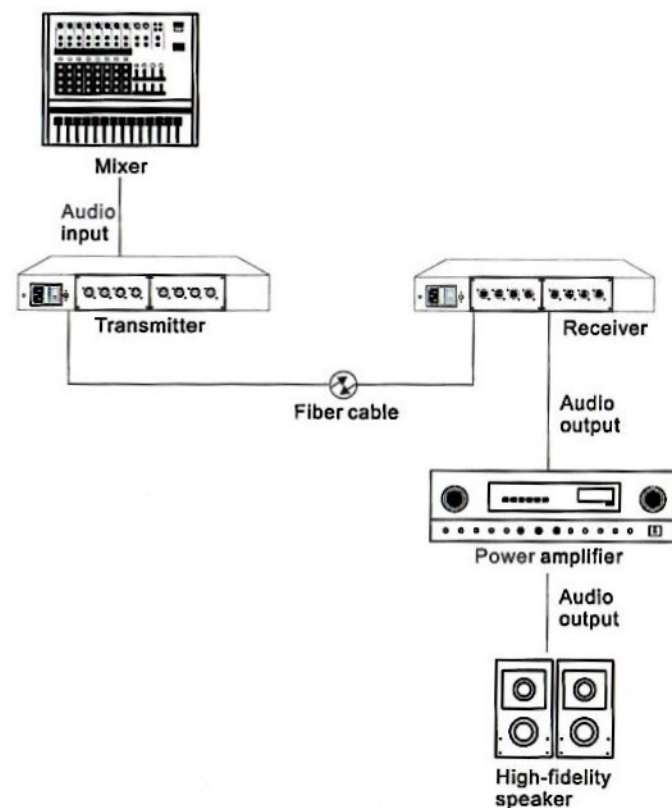 Mixer
Audio
input
Transmitter
Receiver
Fiber cable
Audio
output
Power amplifier
Audio
output
High-fidelity
speaker